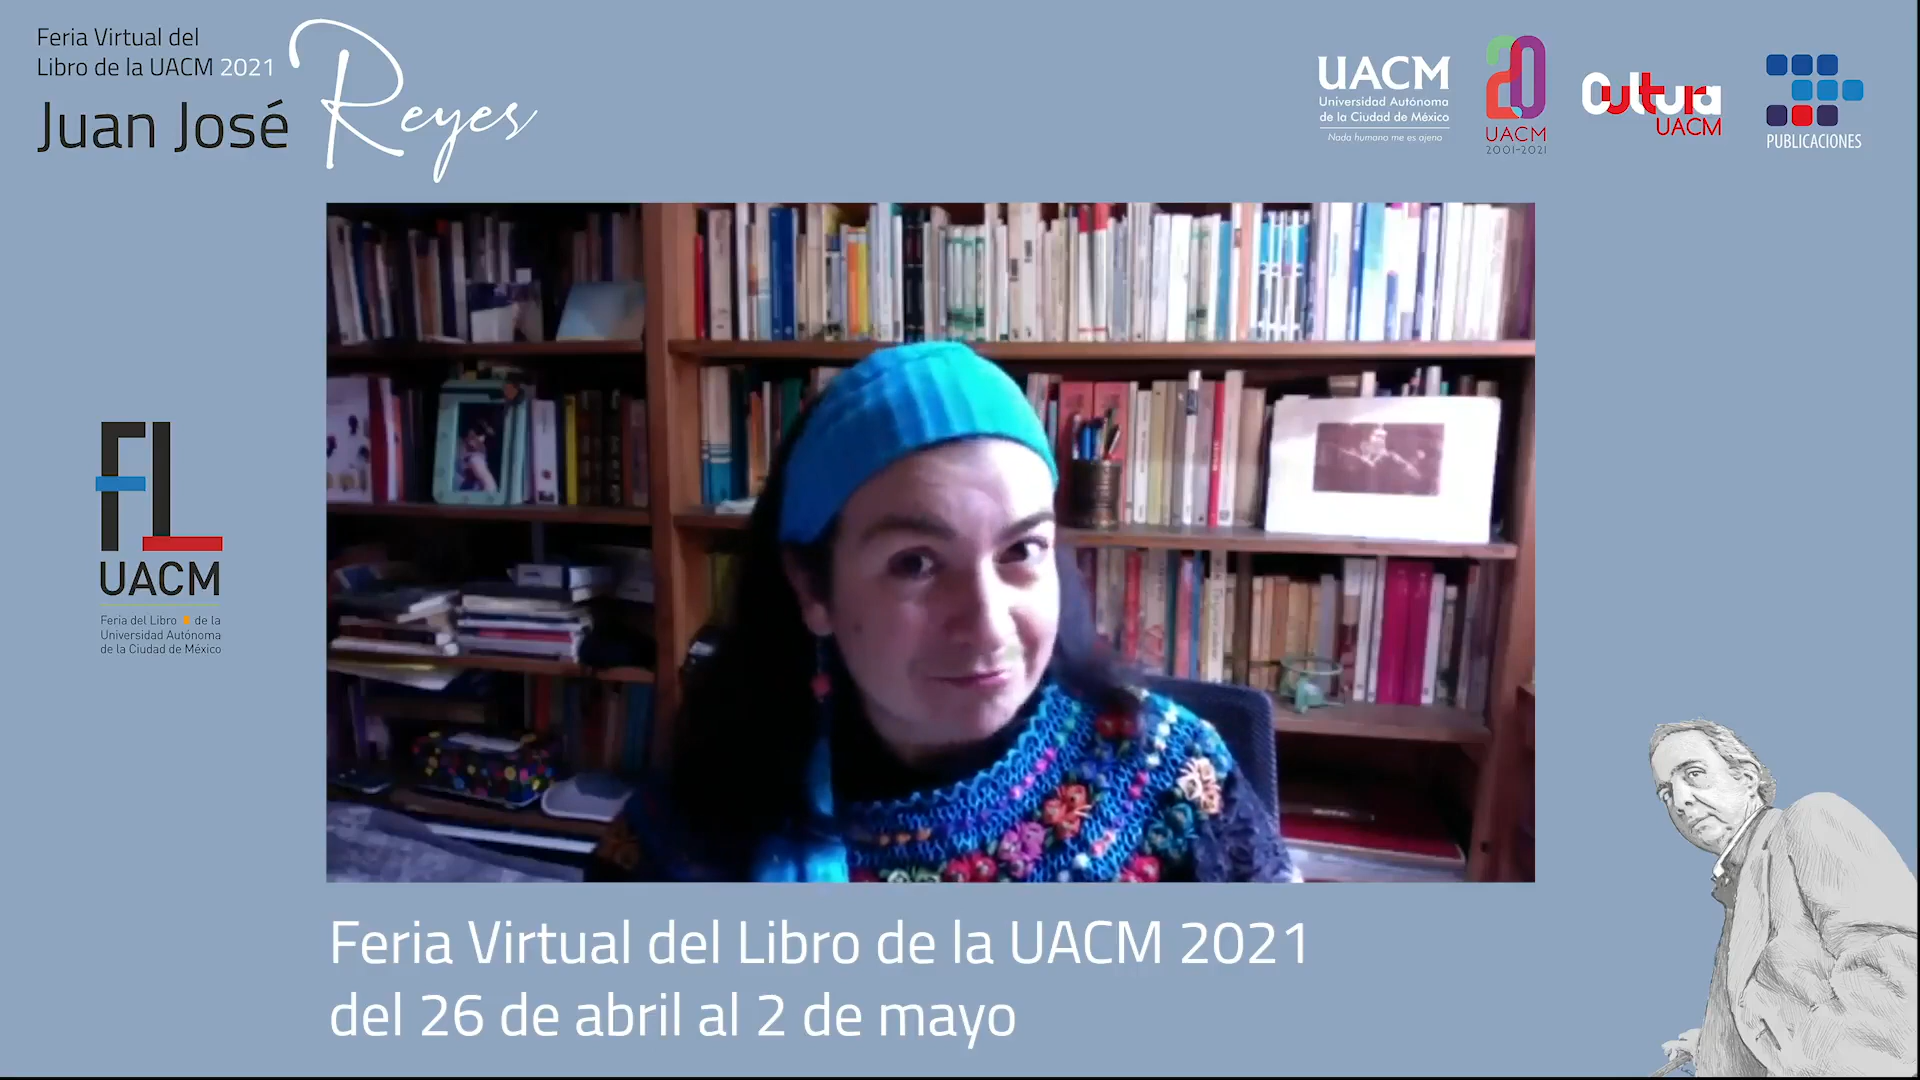 Feria Virtual del
Libro de la UACM 2021
Juan José Reyes
UACM
Universidad Autónoma
de la Ciudad de México
Nada humano me es ajeno
20
UACM
2001-2021
Cultura
UACM
PUBLICACIONES
FL
UACM
Feria del Libro de la
Universidad Autónoma
de la Ciudad de México
Feria Virtual del Libro de la UACM 2021
del 26 de abril al 2 de mayo